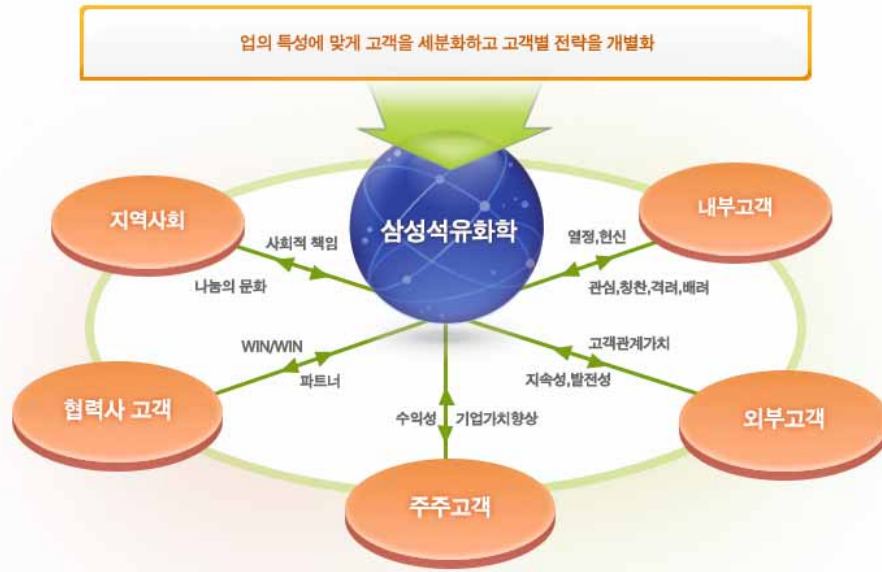 업의 특성에 맞게 고객을 세분화하고 고객별 전략을 개별화
지역사회
내부고객
삼성석유화학
사회적 책임
열정,헌신
나눔의 문화
관심,칭찬,격려,배려
WIN/WIN
고객관계가치
파트너
지속성,발전성
협력사 고객
수익성
기업가치향상
외부고객
주주고객